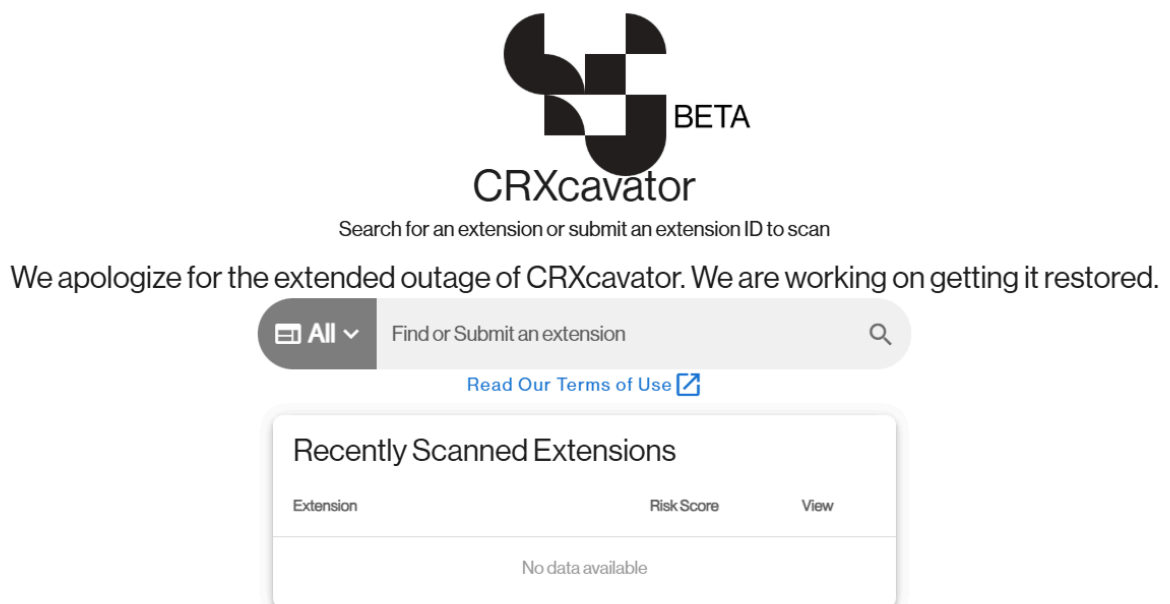 BETA
CRXcavator
Search for an extension or submit an extension ID to scan
We apologize for the extended outage of CRXcavator. We are working on getting it restored.
All
Find or Submit an extension
Read Our Terms of Use
Recently Scanned Extensions
Extension Risk Score View
No data available